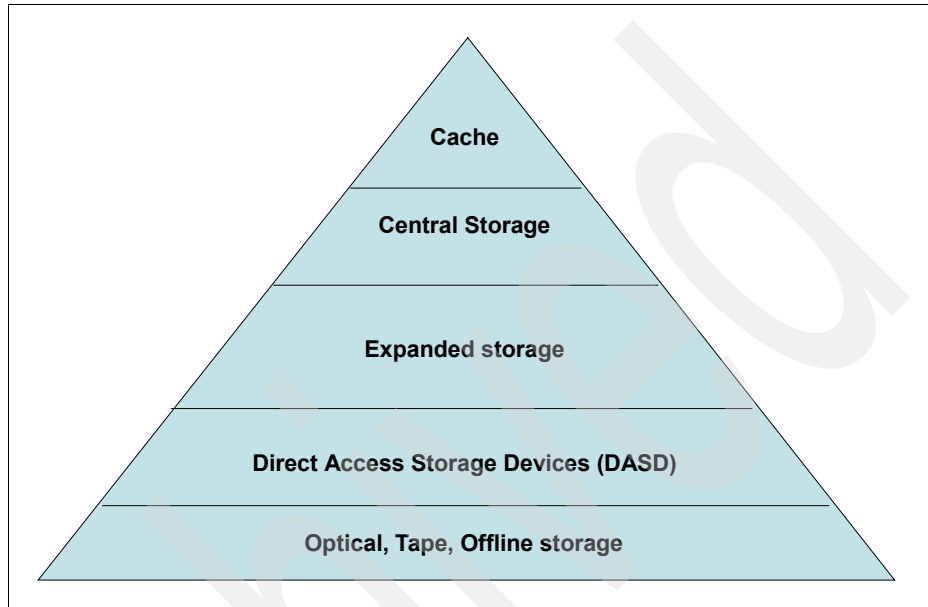 Cache
Central Storage
Expanded storage
Direct Access Storage Devices (DASD)
Optical, Tape, Offline storage